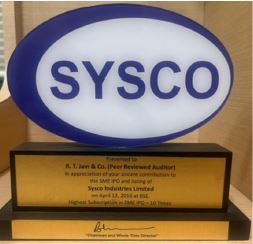 SYSCO
Presented to
R. T. Jain & Co. (Peer Reviewed Auditor)
in appreciation of your sincere contribution to
the SME IPO and listing of
Sysco Industries Limited
on April 13, 2016 at BSE.
Highest Subscription in SME IPO - 10 Times
"Chairman and Whole-Time Director"